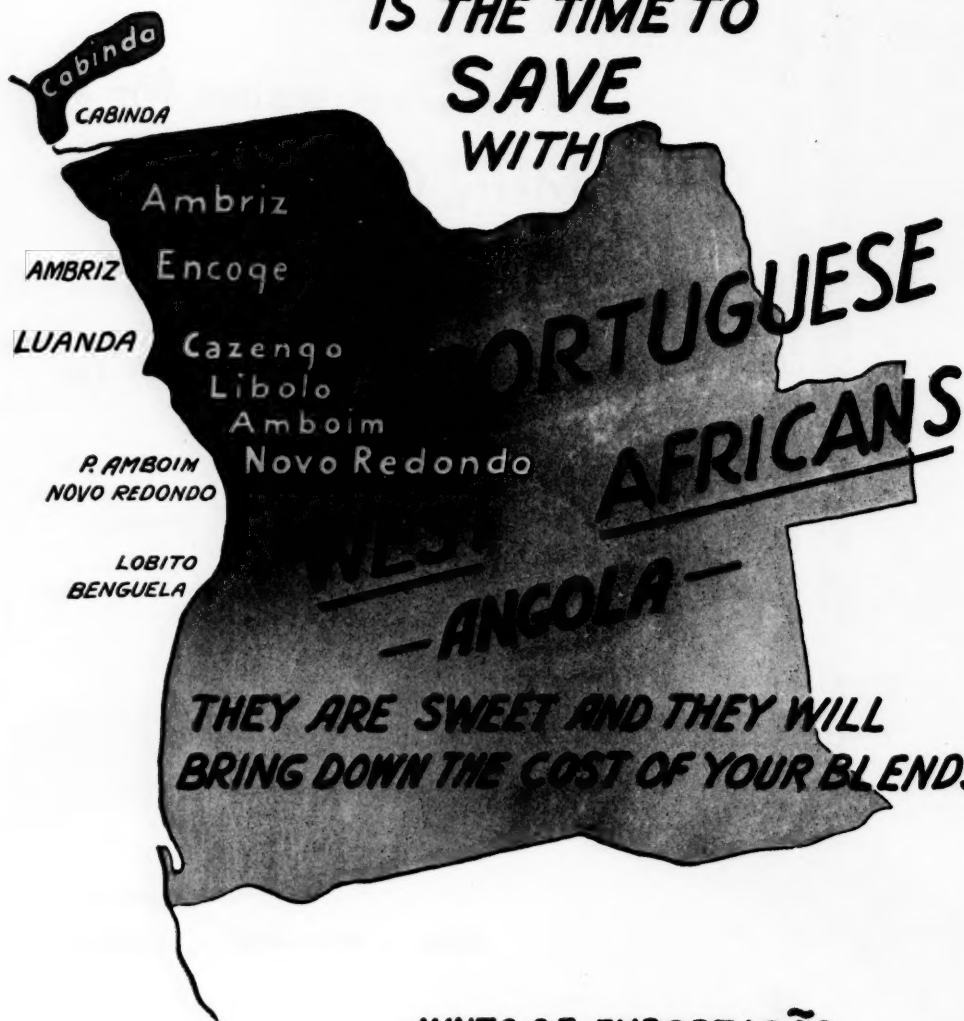 IS THE TIME TO
SAVE
WITH
Cabinda
CABINDA
Ambriz
AMBRIZ Encoge
PORTUGUESE
LUANDA Cazengo
Libolo
Amboim
AFRICANS
P. AMBOIM Novo Redondo
NOVO REDONDO
WEST
LOBITO
BENGUELA
— ANGOLA —
THEY ARE SWEET AND THEY WILL
BRING DOWN THE COST OF YOUR BLENDS